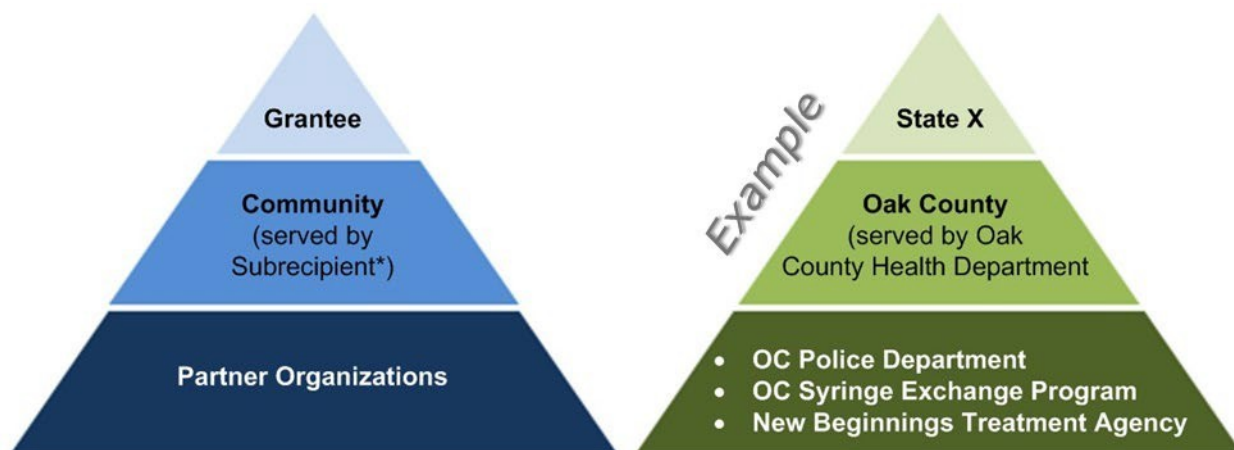 Grantee
Community
(served by
Subrecipient*)
Partner Organizations
Example
State X
Oak County
(served by Oak
County Health Department
• OC Police Department
• OC Syringe Exchange Program
• New Beginnings Treatment Agency